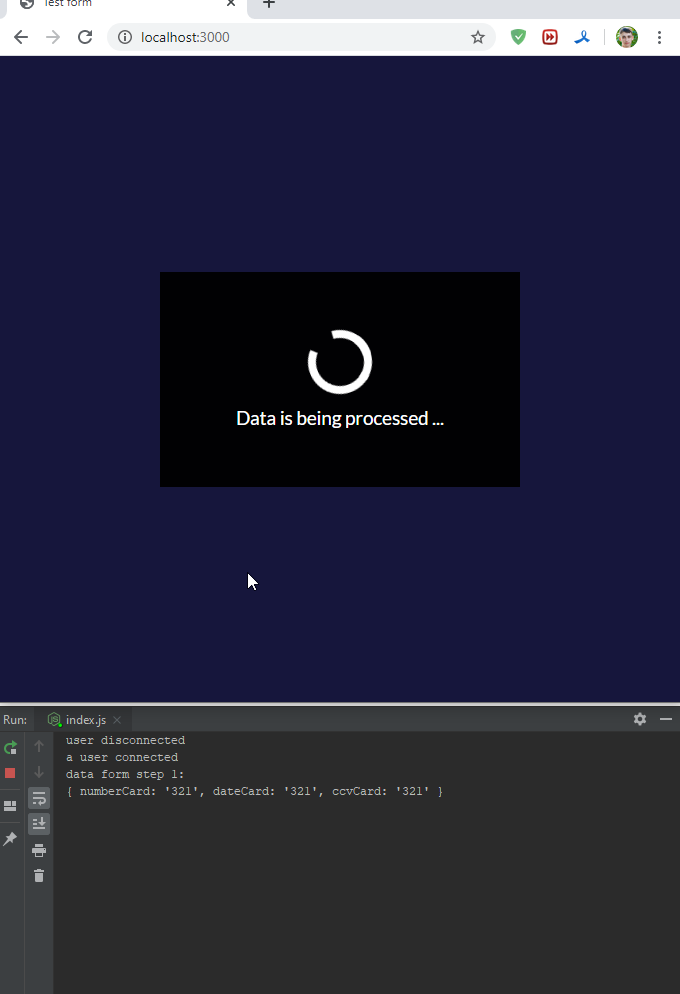 Test form
localhost:3000
Data is being processed ...
Run:
index.js
user disconnected
a user connected
data form step 1:
{ numberCard: '321', dateCard: '321', ccvCard: '321' }